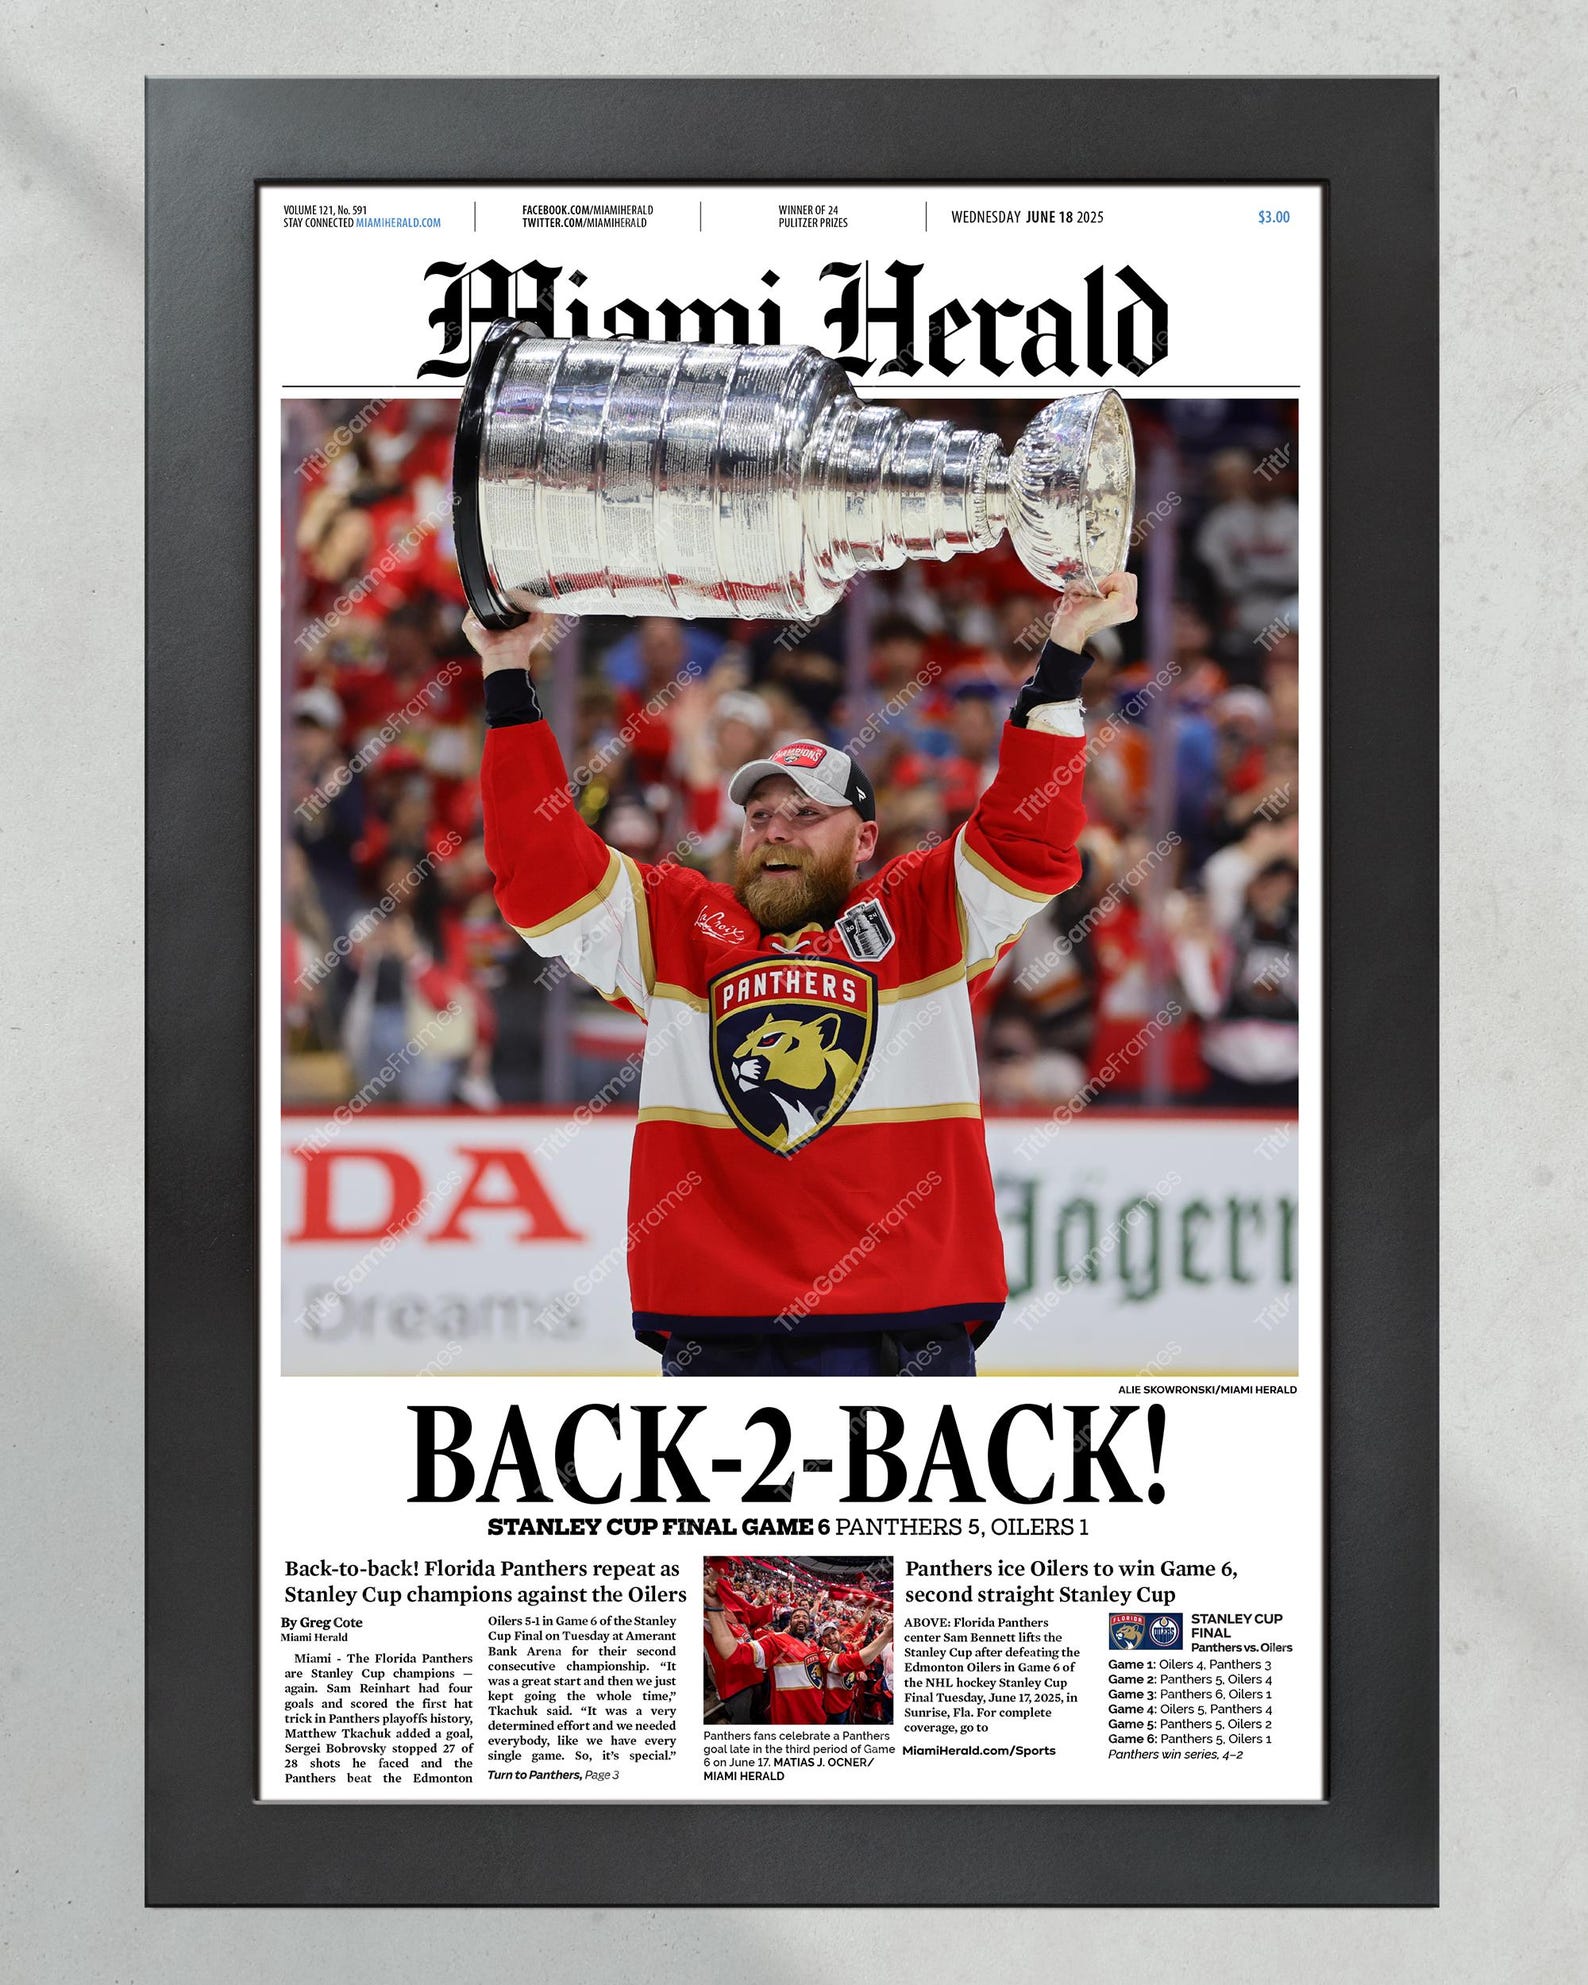 VOLUME 121, No. 591
STAY CONNECTED MIAMIHERALD.COM
FACEBOOK.COM/MIAMIHERALD
TWITTER.COM/MIAMIHERALD
WINNER OF 24
PULITZER PRIZES
WEDNESDAY JUNE 18 2025
$3.00
Miami Herald
CHAMPIONS
LaCroix
PANTHERS
DA
Dreams
Jägerm
TitleGameFrames
ALIE SKOWRONSKI/MIAMI HERALD
BACK-2-BACK!
STANLEY CUP FINAL GAME 6 PANTHERS 5, OILERS 1
Back-to-back! Florida Panthers repeat as
Stanley Cup champions against the Oilers
By Greg Cote
Miami Herald
Miami - The Florida Panthers
are Stanley Cup champions —
again. Sam Reinhart had four
goals and scored the first hat
trick in Panthers playoffs history,
Matthew Tkachuk added a goal,
Sergei Bobrovsky stopped 27 of
28 shots he faced and the
Panthers beat the Edmonton
Oilers 5-1 in Game 6 of the Stanley
Cup Final on Tuesday at Amerant
Bank Arena for their second
consecutive championship. “It
was a great start and then we just
kept going the whole time,”
Tkachuk said. “It was a very
determined effort and we needed
everybody, like we have every
single game. So, it’s special.”
Turn to Panthers, Page 3
Panthers fans celebrate a Panthers
goal late in the third period of Game
6 on June 17. MATIAS J. OCNER/
MIAMI HERALD
Panthers ice Oilers to win Game 6,
second straight Stanley Cup
ABOVE: Florida Panthers
center Sam Bennett lifts the
Stanley Cup after defeating the
Edmonton Oilers in Game 6 of
the NHL hockey Stanley Cup
Final Tuesday, June 17, 2025, in
Sunrise, Fla. For complete
coverage, go to
MiamiHerald.com/Sports
FLORIDA
OILERS
STANLEY CUP
FINAL
Panthers vs. Oilers
Game 1: Oilers 4, Panthers 3
Game 2: Panthers 5, Oilers 4
Game 3: Panthers 6, Oilers 1
Game 4: Oilers 5, Panthers 4
Game 5: Panthers 5, Oilers 2
Game 6: Panthers 5, Oilers 1
Panthers win series, 4–2